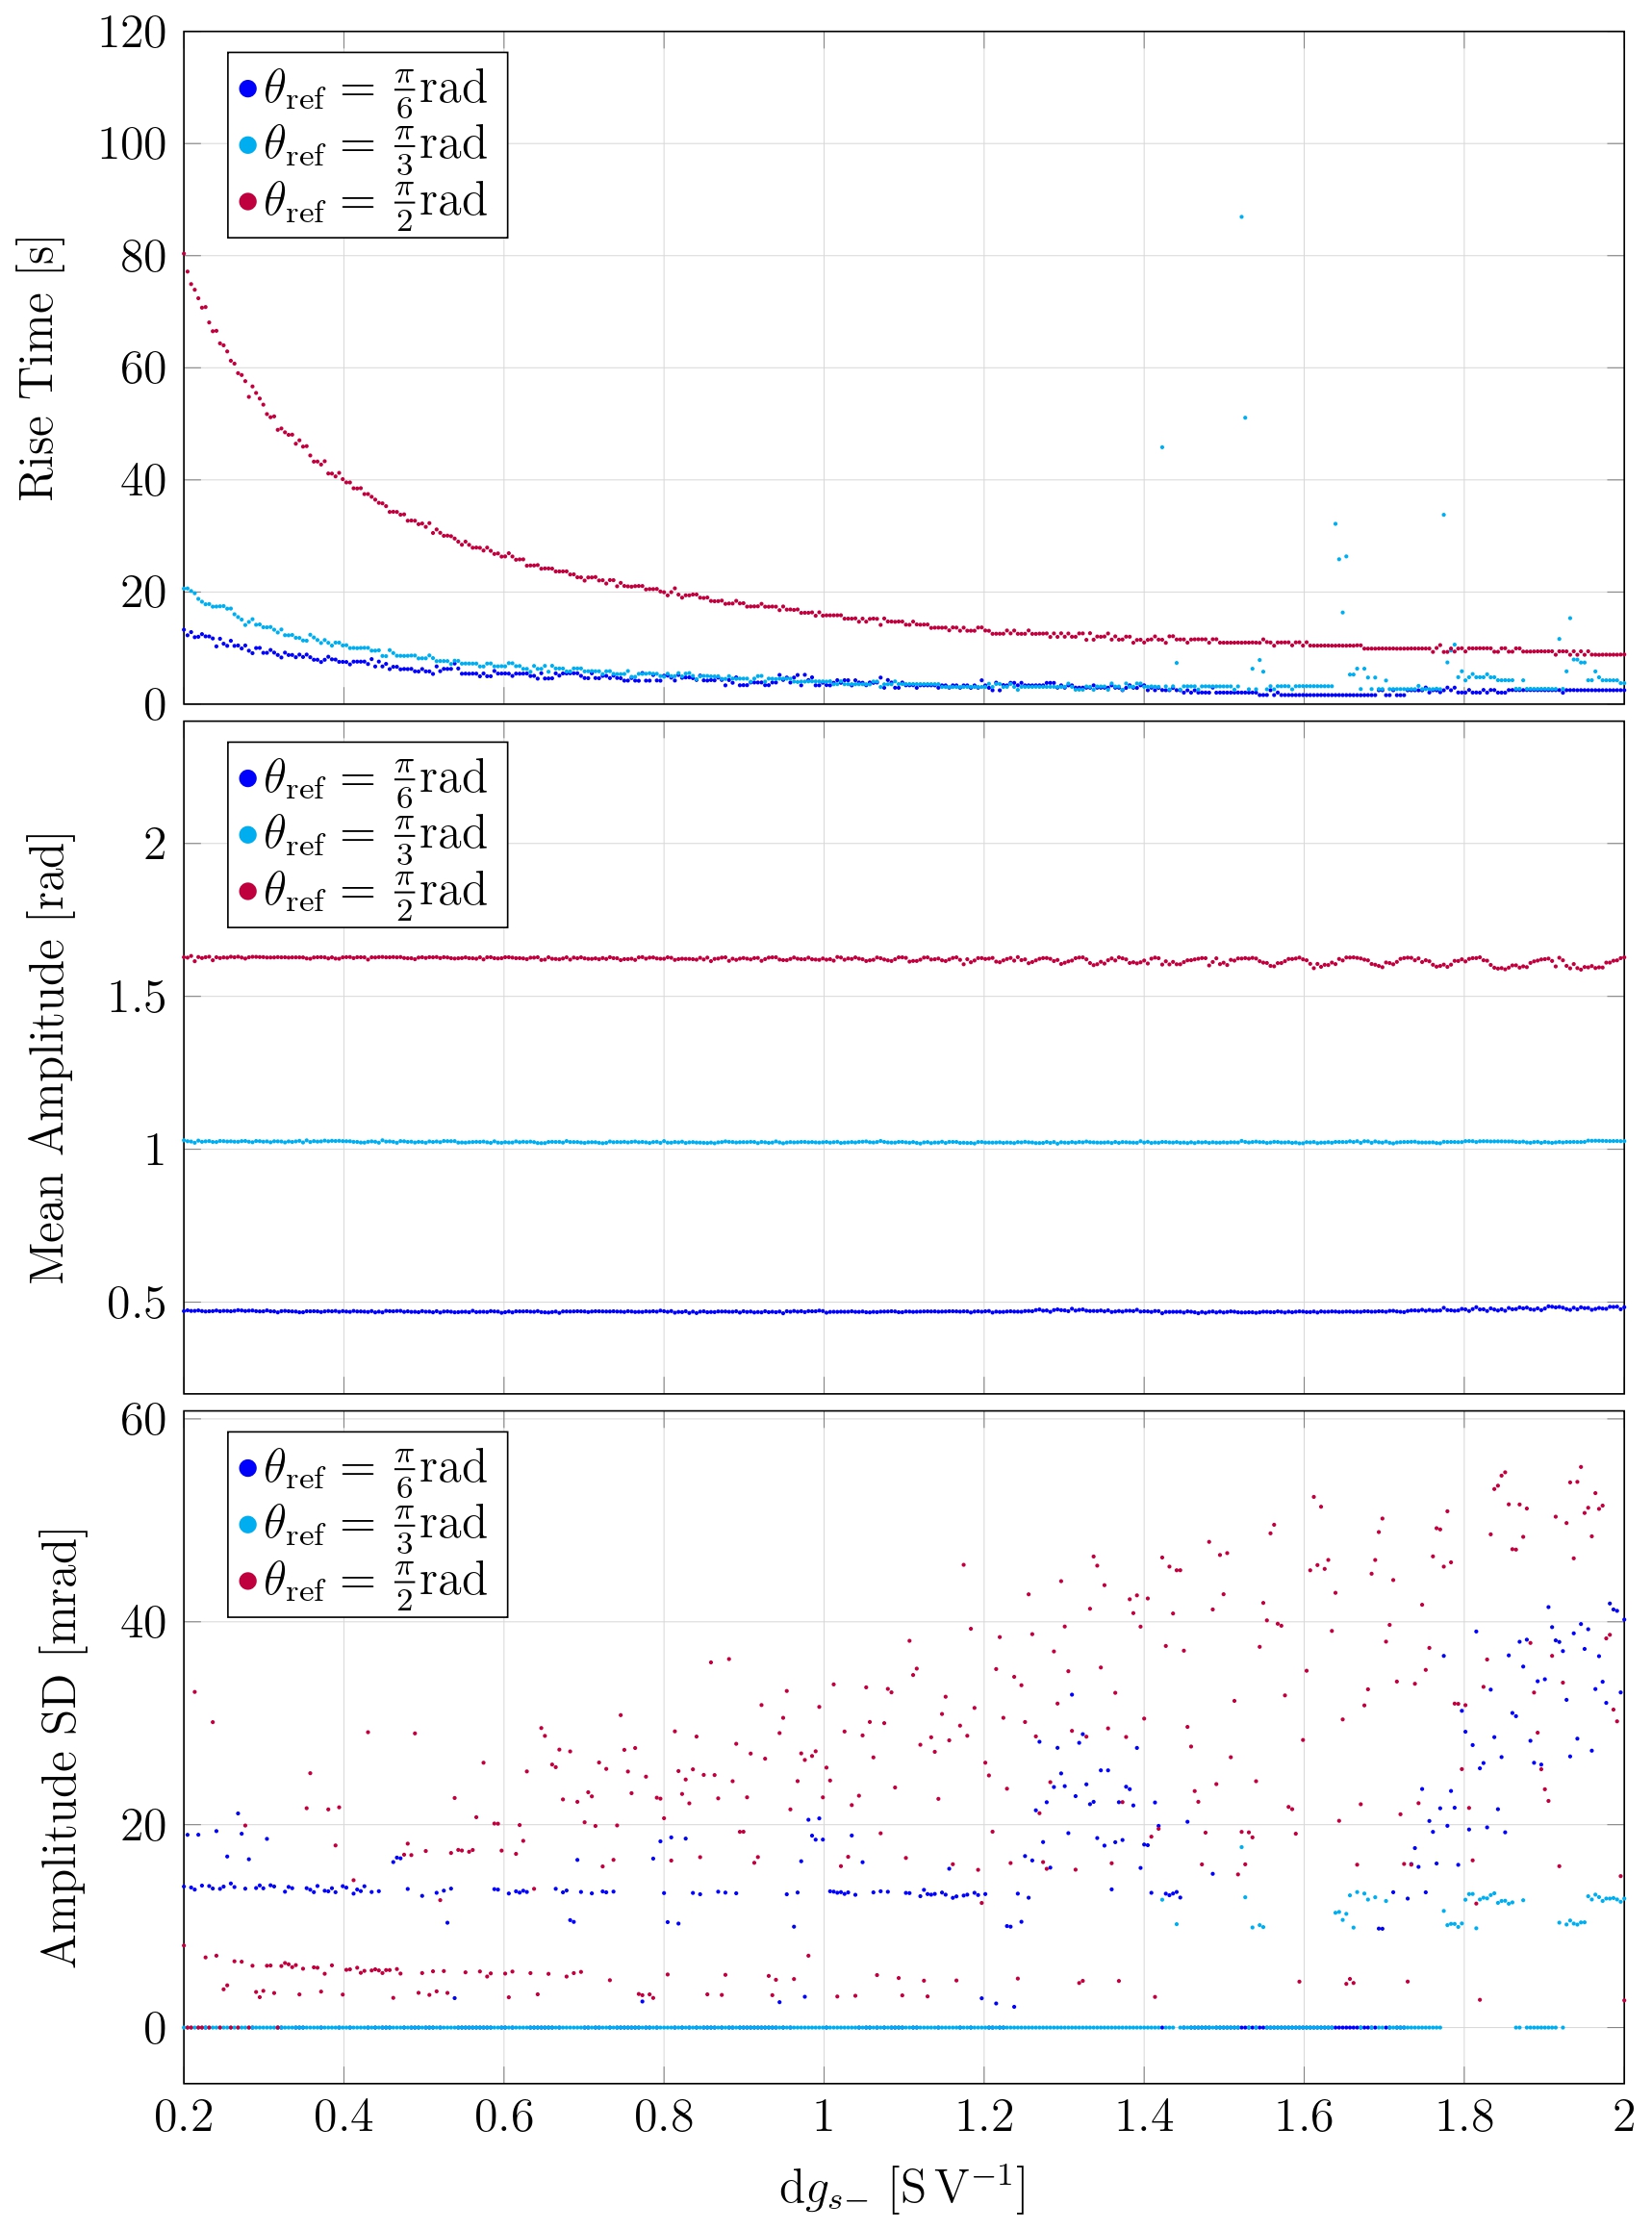 120
100
80
60
40
20
0
Rise Time [s]
θref = π/6 rad
θref = π/3 rad
θref = π/2 rad
2
1.5
1
0.5
Mean Amplitude [rad]
θref = π/6 rad
θref = π/3 rad
θref = π/2 rad
60
40
20
0
Amplitude SD [mrad]
θref = π/6 rad
θref = π/3 rad
θref = π/2 rad
0.2 0.4 0.6 0.8 1 1.2 1.4 1.6 1.8 2
dgs− [S V−1]